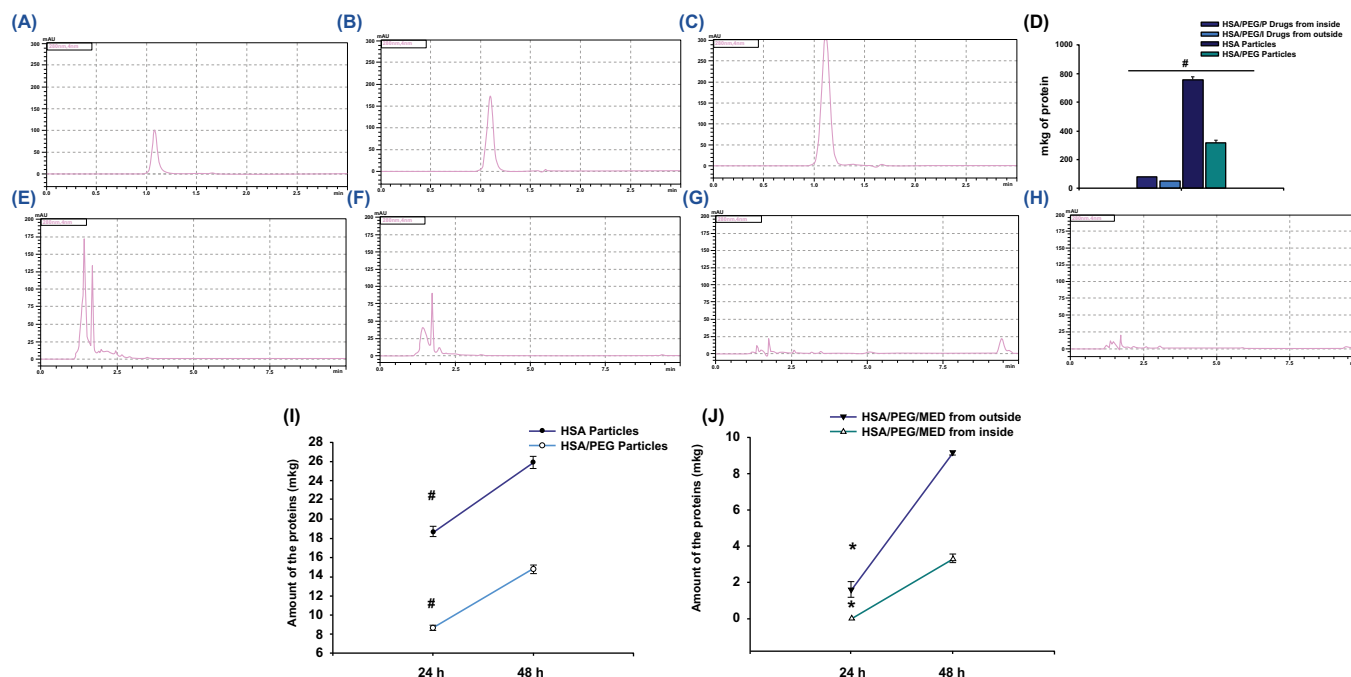 (A)
mAU
300
250
200
150
100
50
0
0.0 0.5 1.0 1.5 2.0 2.5 min
(B)
mAU
300
250
200
150
100
50
0
0.0 0.5 1.0 1.5 2.0 2.5 min
(C)
mAU
300
250
200
150
100
50
0
0.0 0.5 1.0 1.5 2.0 2.5 min
(D)
HSA/PEG/P Drugs from inside
HSA/PEG/I Drugs from outside
HSA Particles
HSA/PEG Particles
mkg of protein
1000
800
600
400
200
0
#
(E)
mAU
200
175
150
125
100
75
50
25
0
0.0 2.5 5.0 7.5 min
(F)
mAU
200
175
150
125
100
75
50
25
0
0.0 2.5 5.0 7.5 min
(G)
mAU
200
175
150
125
100
75
50
25
0
0.0 2.5 5.0 7.5 min
(H)
mAU
200
175
150
125
100
75
50
25
0
0.0 2.5 5.0 7.5
(I)
HSA Particles
HSA/PEG Particles
Amount of the proteins (mkg)
28
26
24
22
20
18
16
14
12
10
8
6
#
#
24 h 48 h
(J)
HSA/PEG/MED from outside
HSA/PEG/MED from inside
Amount of the proteins (mkg)
10
8
6
4
2
0
*
*
24 h 48 h